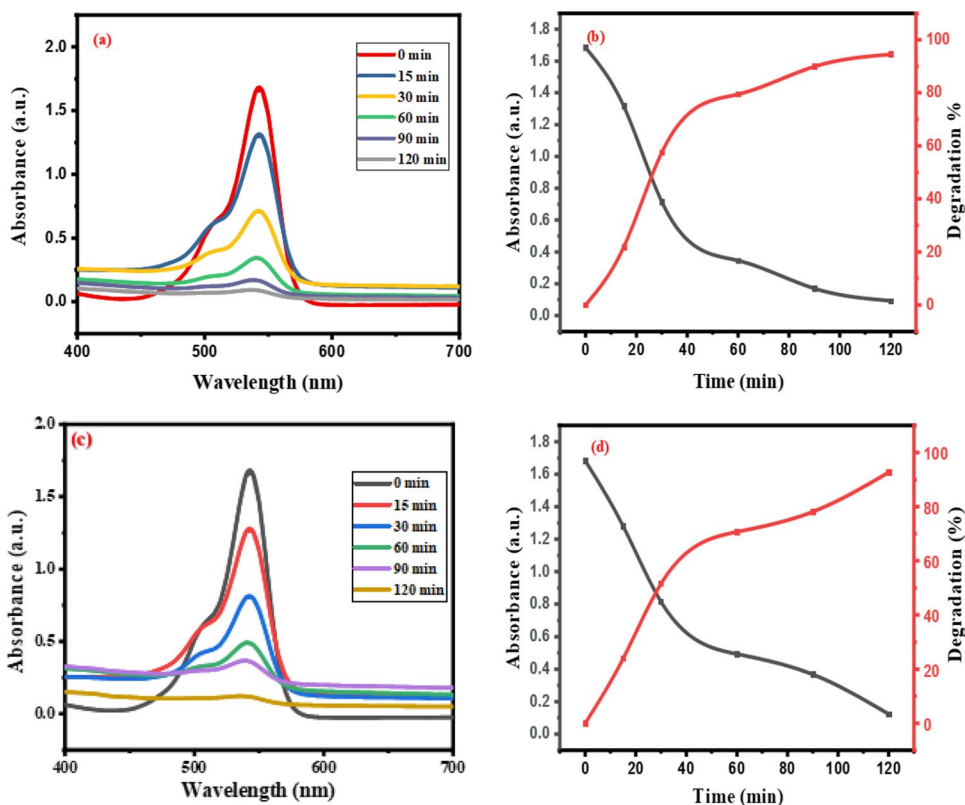 (a)
Absorbance (a.u.)
2.0
1.5
1.0
0.5
0.0
400
500
600
700
Wavelength (nm)
0 min
15 min
30 min
60 min
90 min
120 min
(b)
Absorbance (a.u.)
1.8
1.6
1.4
1.2
1.0
0.8
0.6
0.4
0.2
0.0
0
20
40
60
80
100
120
Time (min)
100
80
60
40
20
0
Degradation %
(c)
Absorbance (a.u.)
2.0
1.5
1.0
0.5
0.0
400
500
600
700
Wavelength (nm)
0 min
15 min
30 min
60 min
90 min
120 min
(d)
Absorbance (a.u.)
1.8
1.6
1.4
1.2
1.0
0.8
0.6
0.4
0.2
0.0
0
20
40
60
80
100
120
Time (min)
100
80
60
40
20
0
Degradation (%)